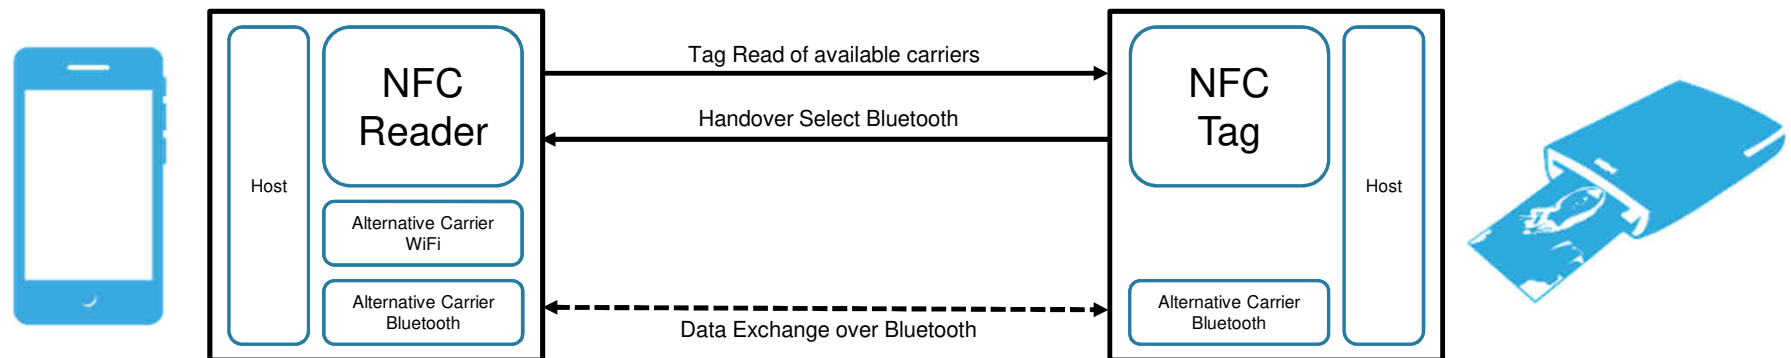 Host
NFC
Reader
Alternative Carrier
WiFi
Alternative Carrier
Bluetooth
Tag Read of available carriers
Handover Select Bluetooth
Data Exchange over Bluetooth
NFC
Tag
Alternative Carrier
Bluetooth
Host